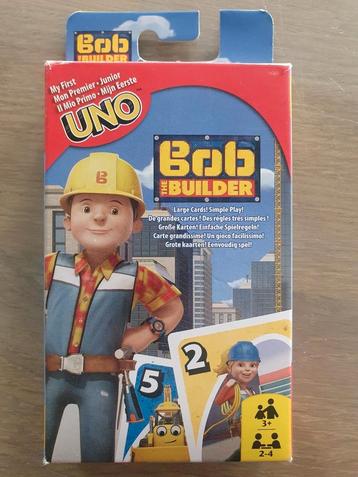 Bob
THE BUILDER
My First
Mon Premier • Junior
Il Mio Primo • Mijn Eerste
UNO
Bob
THE BUILDER
Large Cards! Simple Play!
De grandes cartes ! Des règles très simples !
Große Karten! Einfache Spielregeln!
Carte grandissime! Un gioco facilissimo!
Grote kaarten! Eenvoudig spel!
B
5
2
3+
2-4